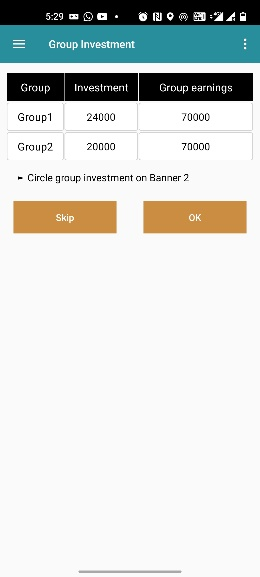 5:29
Group Investment
Group Investment Group earnings
Group1 24000 70000
Group2 20000 70000
► Circle group investment on Banner 2
Skip OK